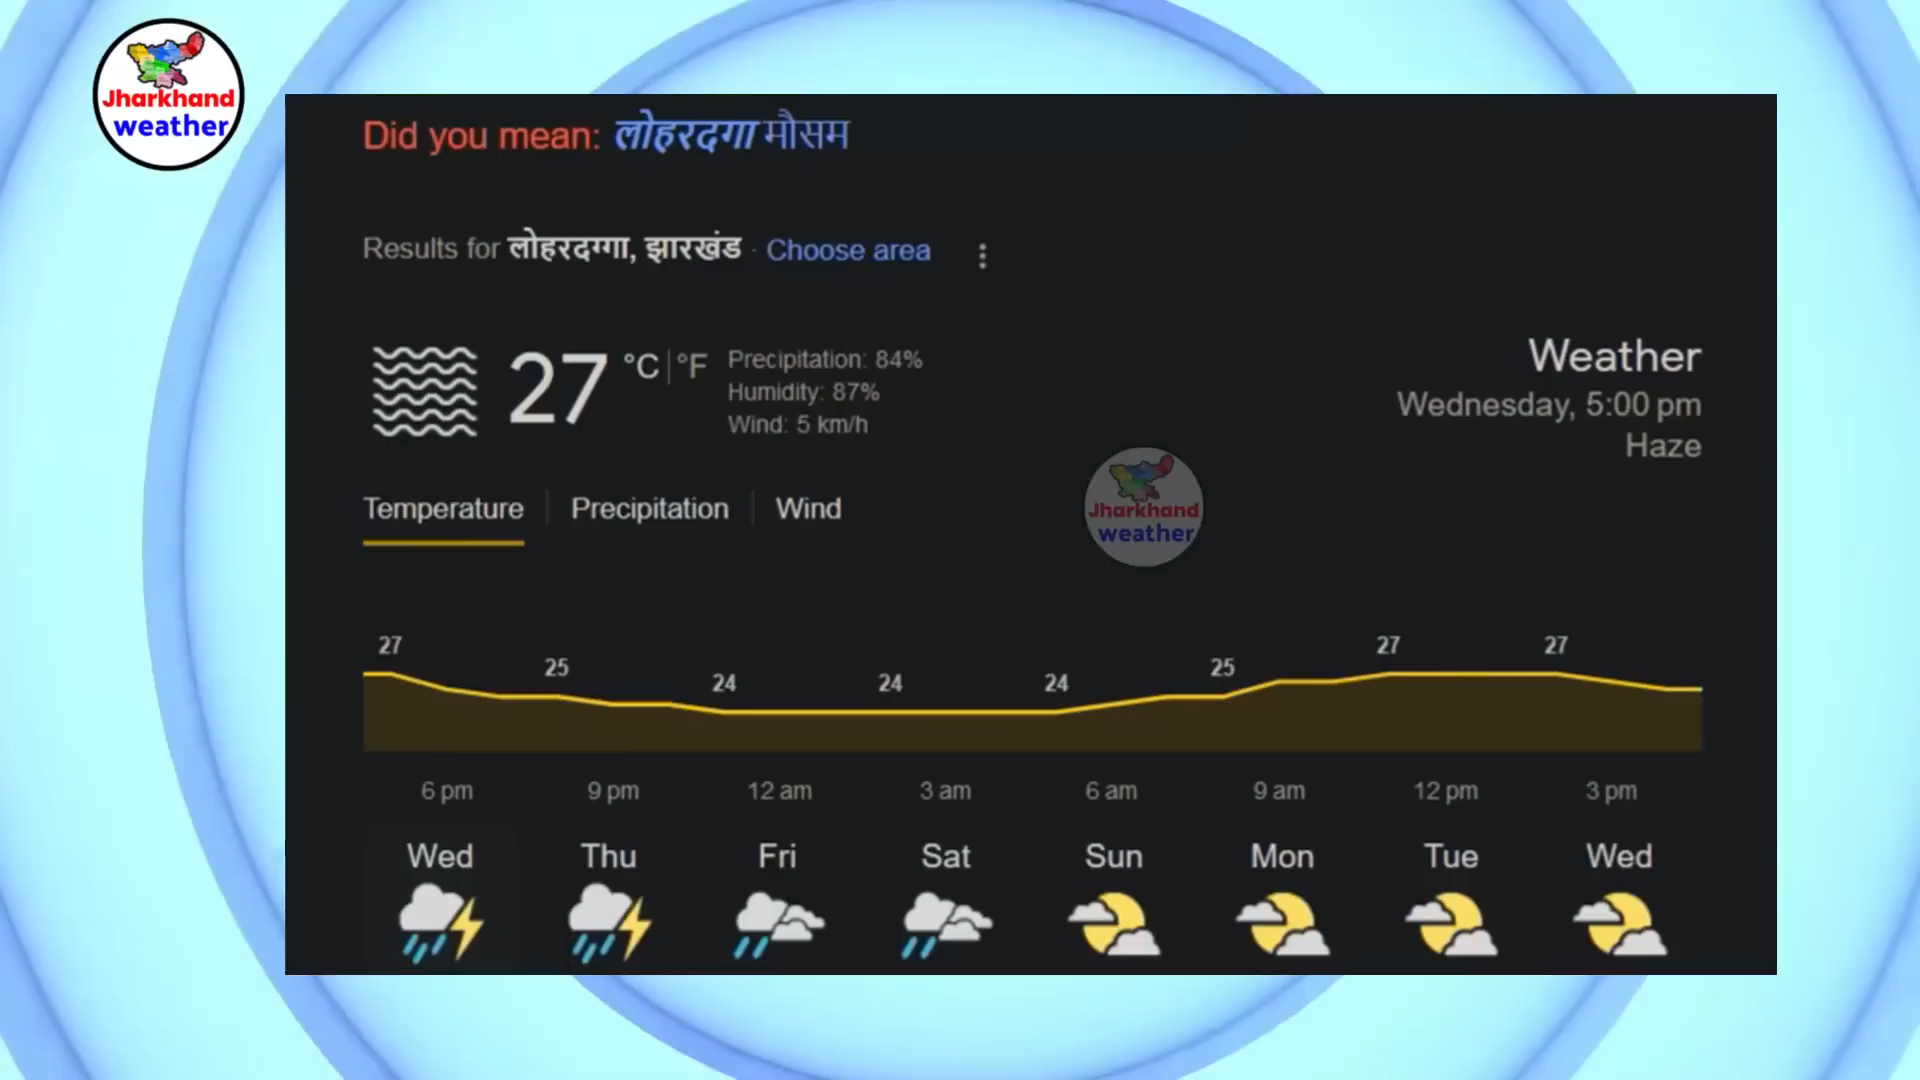 Jharkhand
weather
Did you mean: लोहरदगा मौसम
Results for लोहरदग्गा, झारखंड · Choose area
27 °C | °F
Precipitation: 84%
Humidity: 87%
Wind: 5 km/h
Weather
Wednesday, 5:00 pm
Haze
Temperature Precipitation Wind
Jharkhand
weather
27 25 24 24 24 25 27 27
6 pm 9 pm 12 am 3 am 6 am 9 am 12 pm 3 pm
Wed Thu Fri Sat Sun Mon Tue Wed